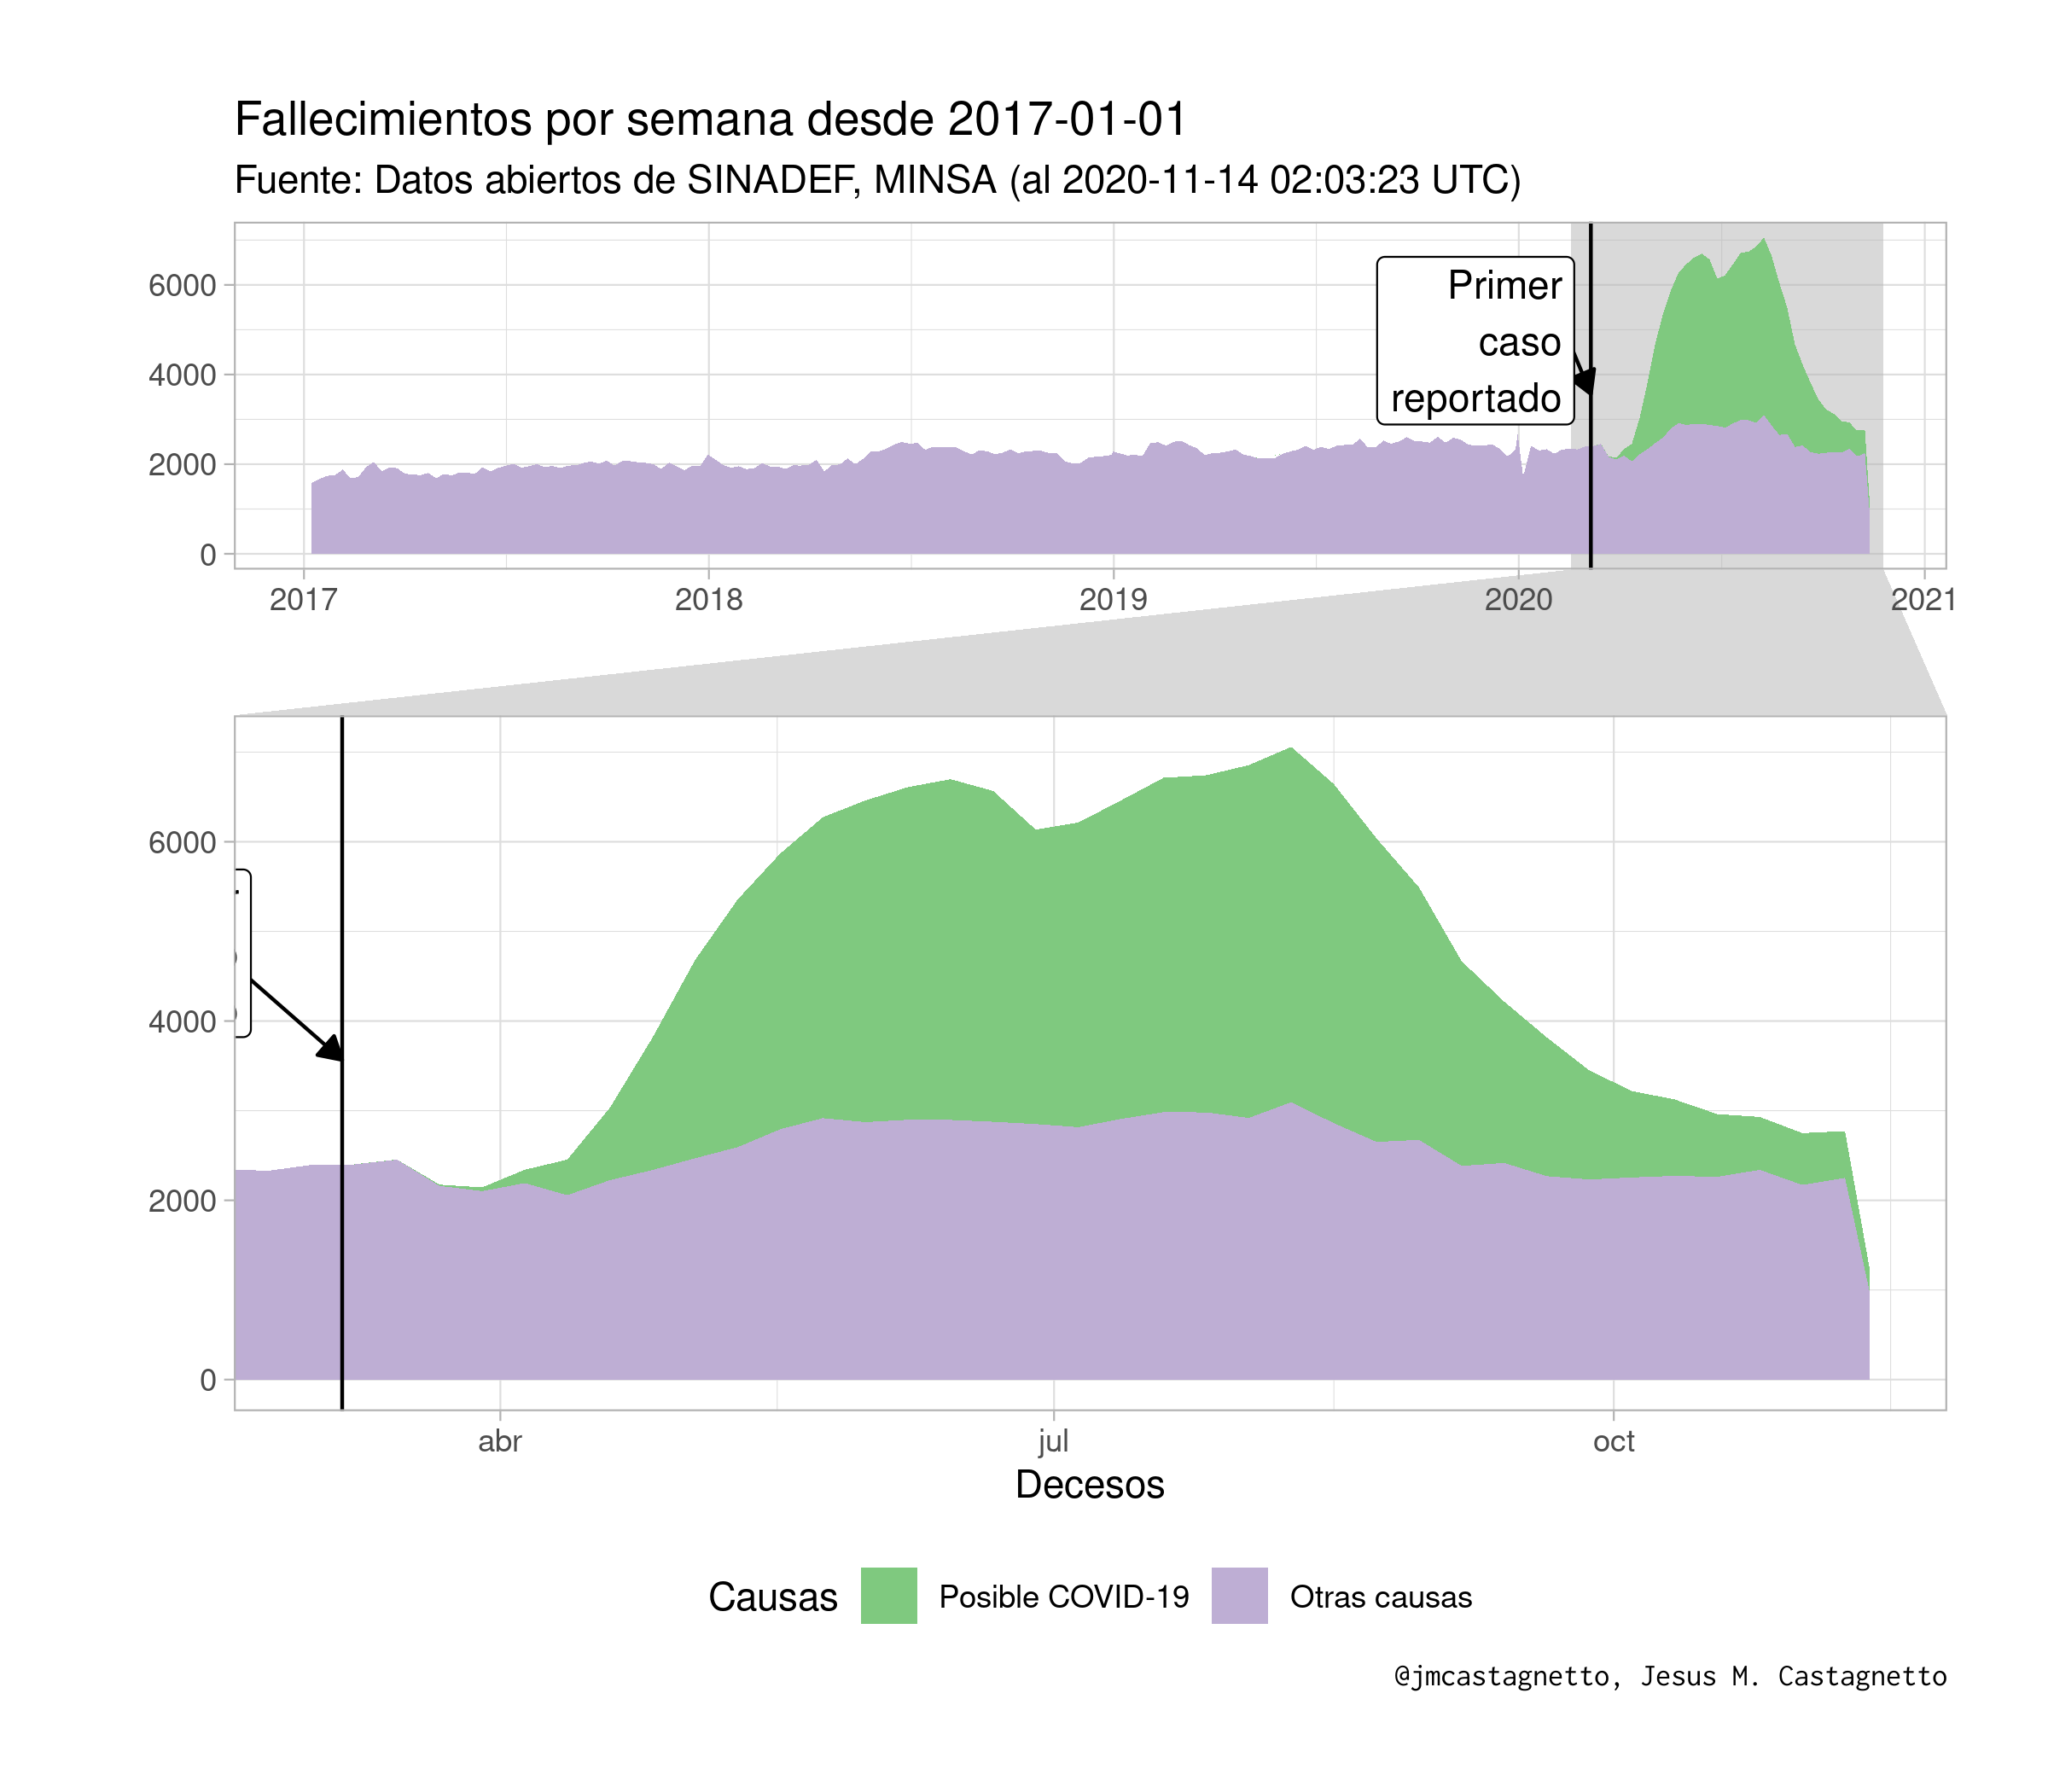 Fallecimientos por semana desde 2017-01-01
Fuente: Datos abiertos de SINADEF, MINSA (al 2020-11-14 02:03:23 UTC)
6000
4000
2000
0
Primer
caso
reportado
2017 2018 2019 2020 2021
6000
4000
2000
0
abr jul oct
Decesos
Causas Posible COVID-19 Otras causas
@jmcastagnetto, Jesus M. Castagnetto